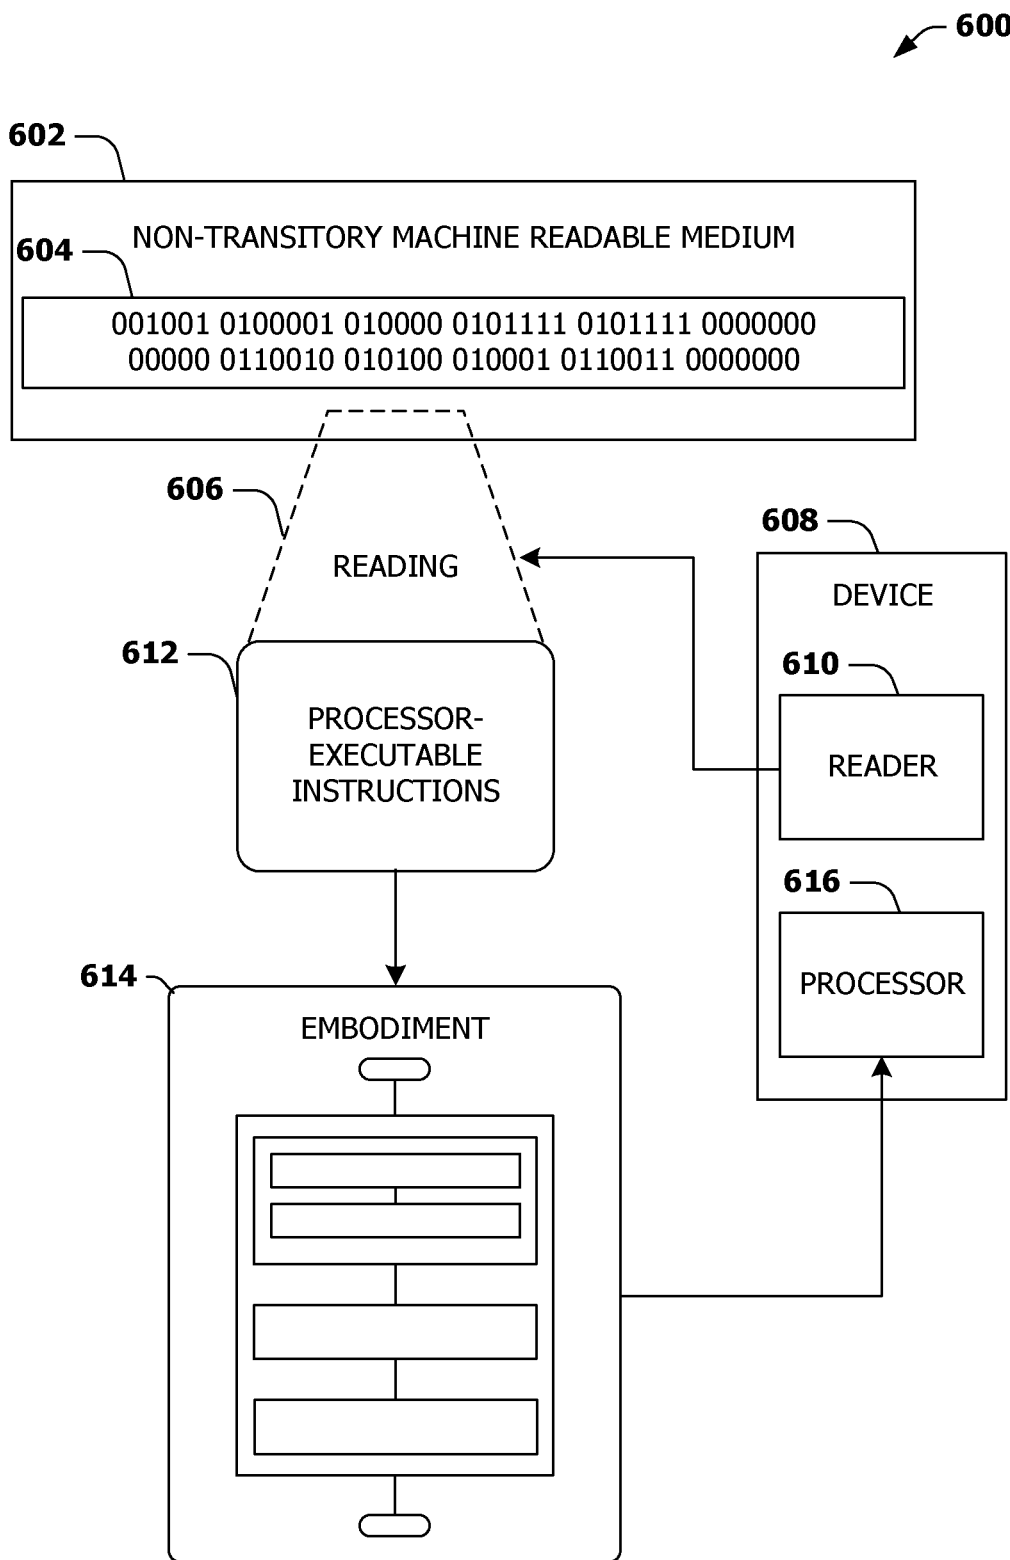 600
602
NON-TRANSITORY MACHINE READABLE MEDIUM
604
001001 0100001 010000 0101111 0101111 0000000
00000 0110010 010100 010001 0110011 0000000
606
READING
608
DEVICE
610
READER
612
PROCESSOR-
EXECUTABLE
INSTRUCTIONS
616
PROCESSOR
614
EMBODIMENT